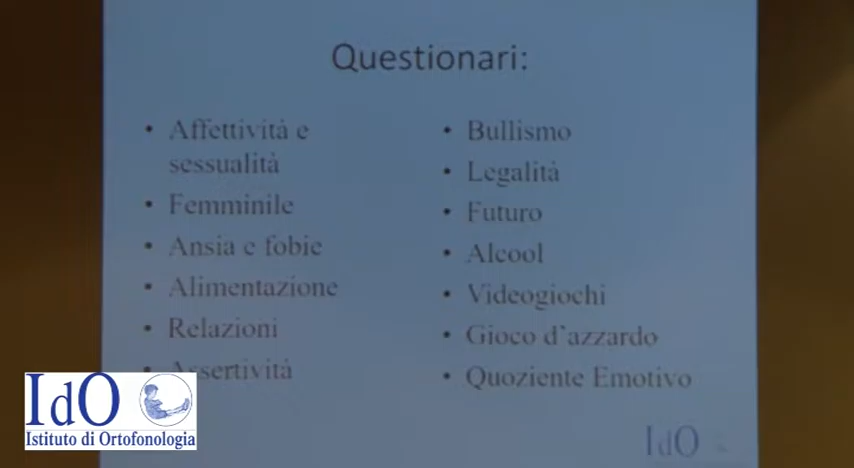 Questionari:
• Affettività e
sessualità
• Femminile
• Ansia e fobie
• Alimentazione
• Relazioni
• Assertività
• Bullismo
• Legalità
• Futuro
• Alcool
• Videogiochi
• Gioco d'azzardo
• Quoziente Emotivo
IdO
IdO
Istituto di Ortofonologia